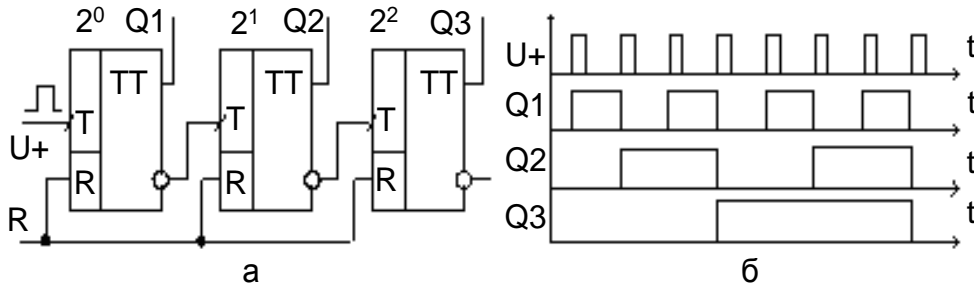 2⁰ Q1 2¹ Q2 2² Q3
TT TT TT
T T T
U+
R R R
R
а
U+ t
Q1 t
Q2 t
Q3 t
б